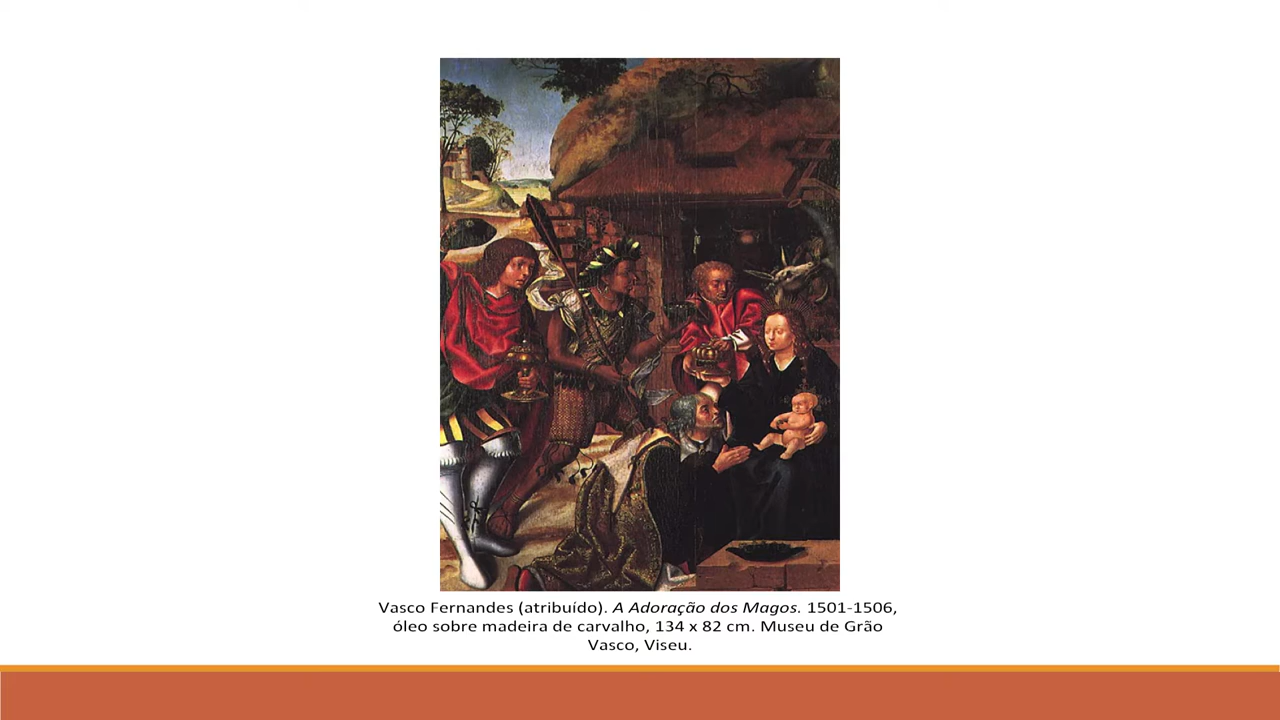 Vasco Fernandes (atribuído). A Adoração dos Magos. 1501-1506,
óleo sobre madeira de carvalho, 134 x 82 cm. Museu de Grão
Vasco, Viseu.